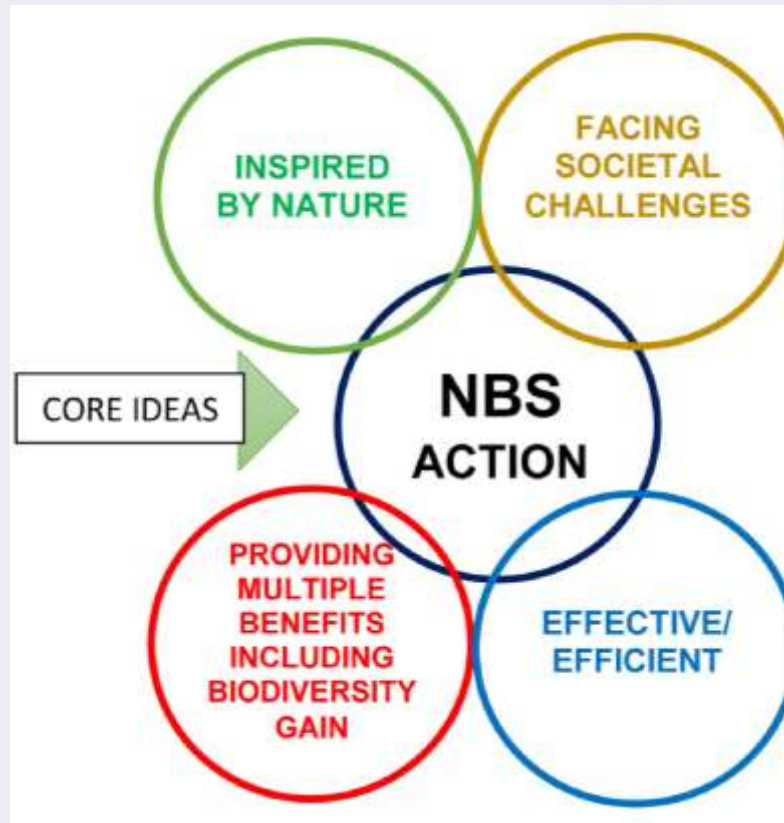 INSPIRED
BY NATURE
FACING
SOCIETAL
CHALLENGES
CORE IDEAS
NBS
ACTION
PROVIDING
MULTIPLE
BENEFITS
INCLUDING
BIODIVERSITY
GAIN
EFFECTIVE/
EFFICIENT